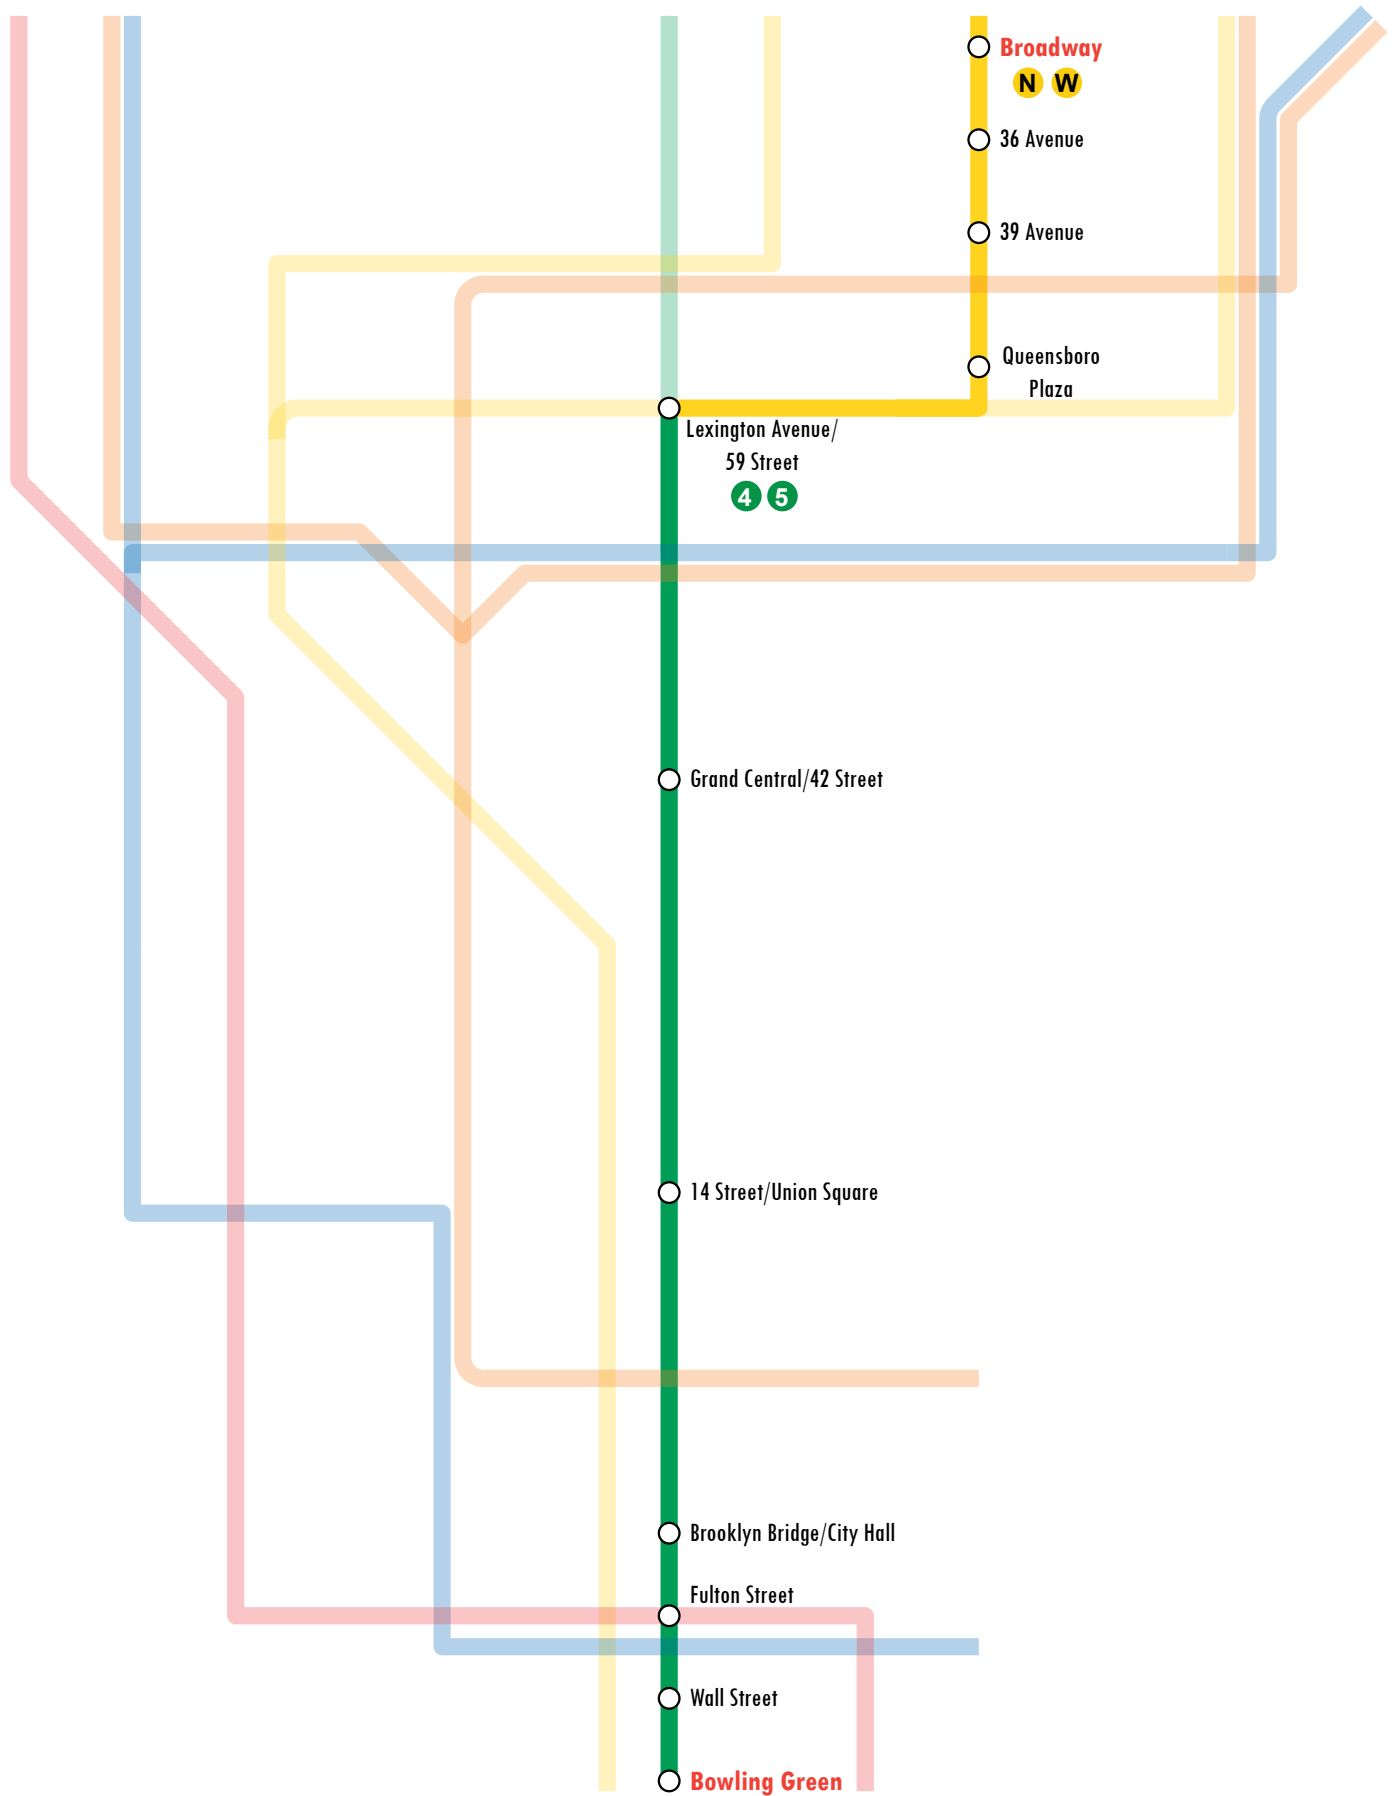 Broadway
N W
36 Avenue
39 Avenue
Queensboro
Plaza
Lexington Avenue/
59 Street
4 5
Grand Central/42 Street
14 Street/Union Square
Brooklyn Bridge/City Hall
Fulton Street
Wall Street
Bowling Green